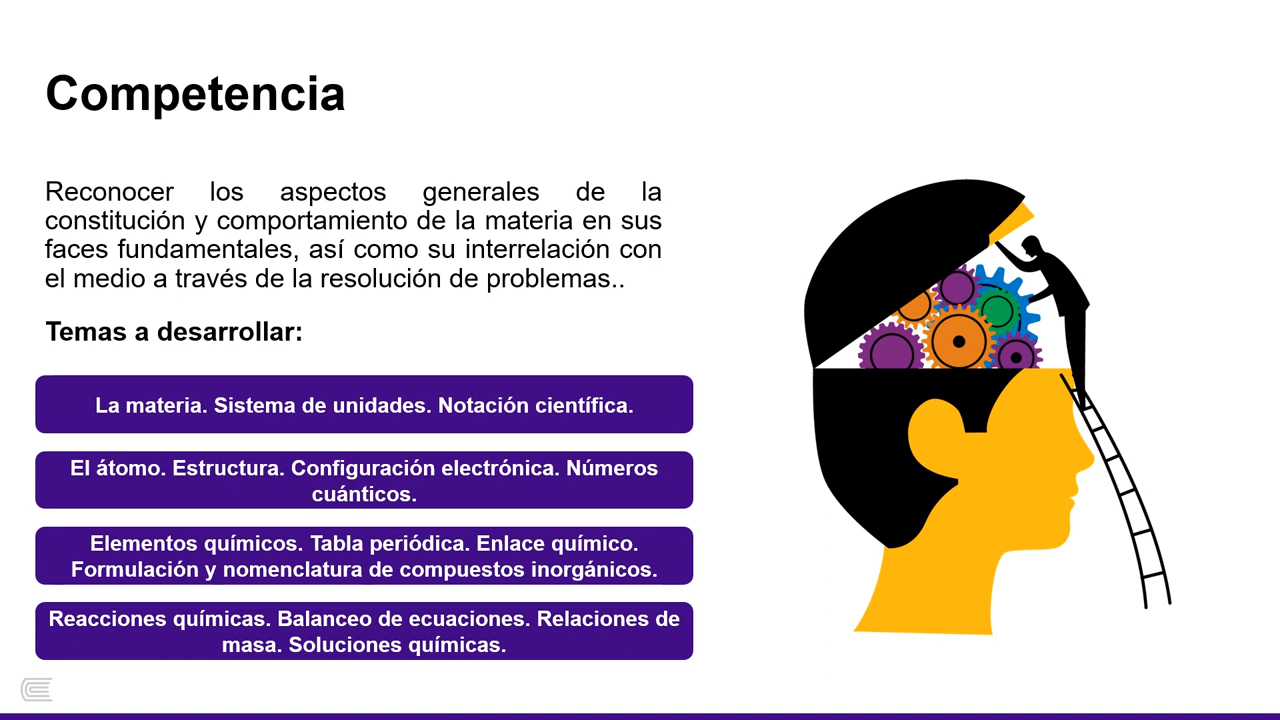 Competencia
Reconocer los aspectos generales de la
constitución y comportamiento de la materia en sus
faces fundamentales, así como su interrelación con
el medio a través de la resolución de problemas..
Temas a desarrollar:
La materia. Sistema de unidades. Notación científica.
El átomo. Estructura. Configuración electrónica. Números
cuánticos.
Elementos químicos. Tabla periódica. Enlace químico.
Formulación y nomenclatura de compuestos inorgánicos.
Reacciones químicas. Balanceo de ecuaciones. Relaciones de
masa. Soluciones químicas.